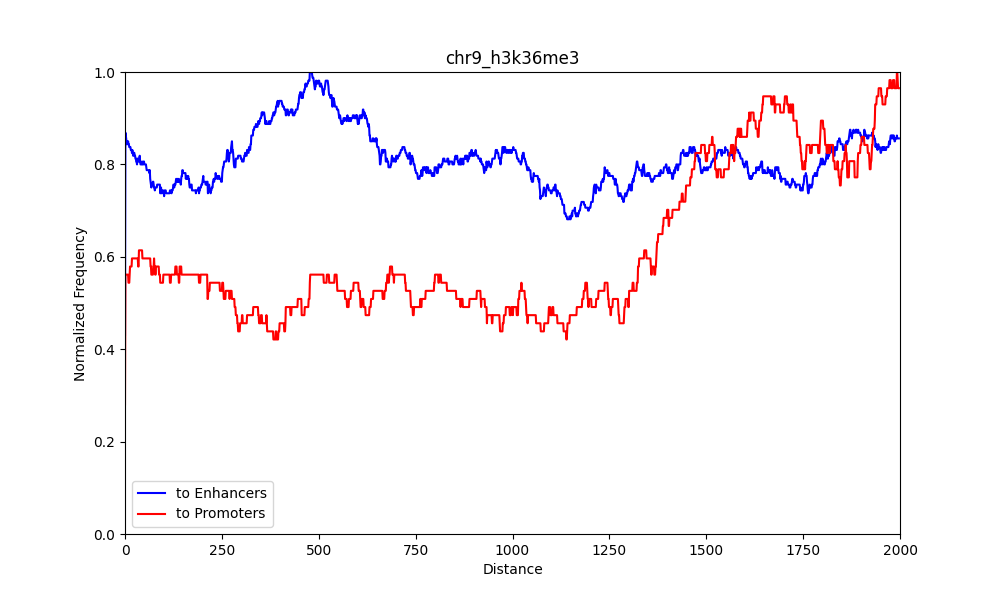 chr9_h3k36me3
Normalized Frequency
1.0
0.8
0.6
0.4
0.2
0.0
to Enhancers
to Promoters
0 250 500 750 1000 1250 1500 1750 2000
Distance